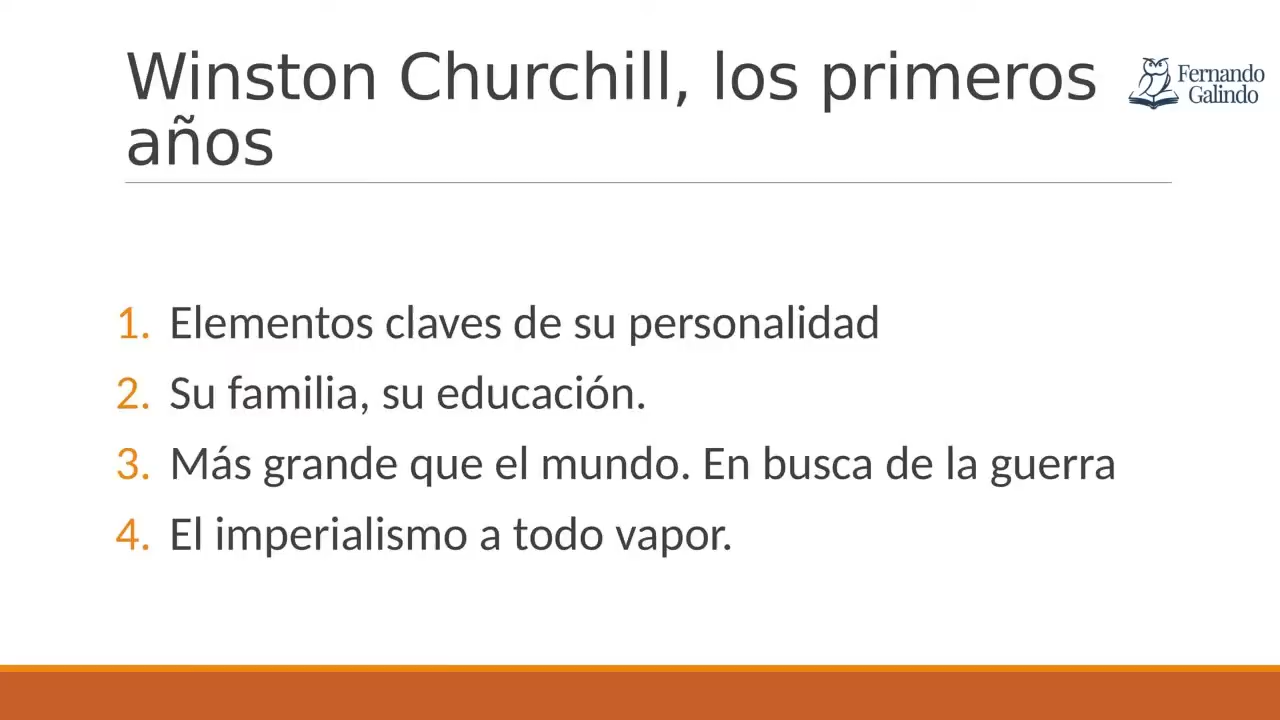 Winston Churchill, los primeros
años
Fernando
Galindo
1. Elementos claves de su personalidad
2. Su familia, su educación.
3. Más grande que el mundo. En busca de la guerra
4. El imperialismo a todo vapor.